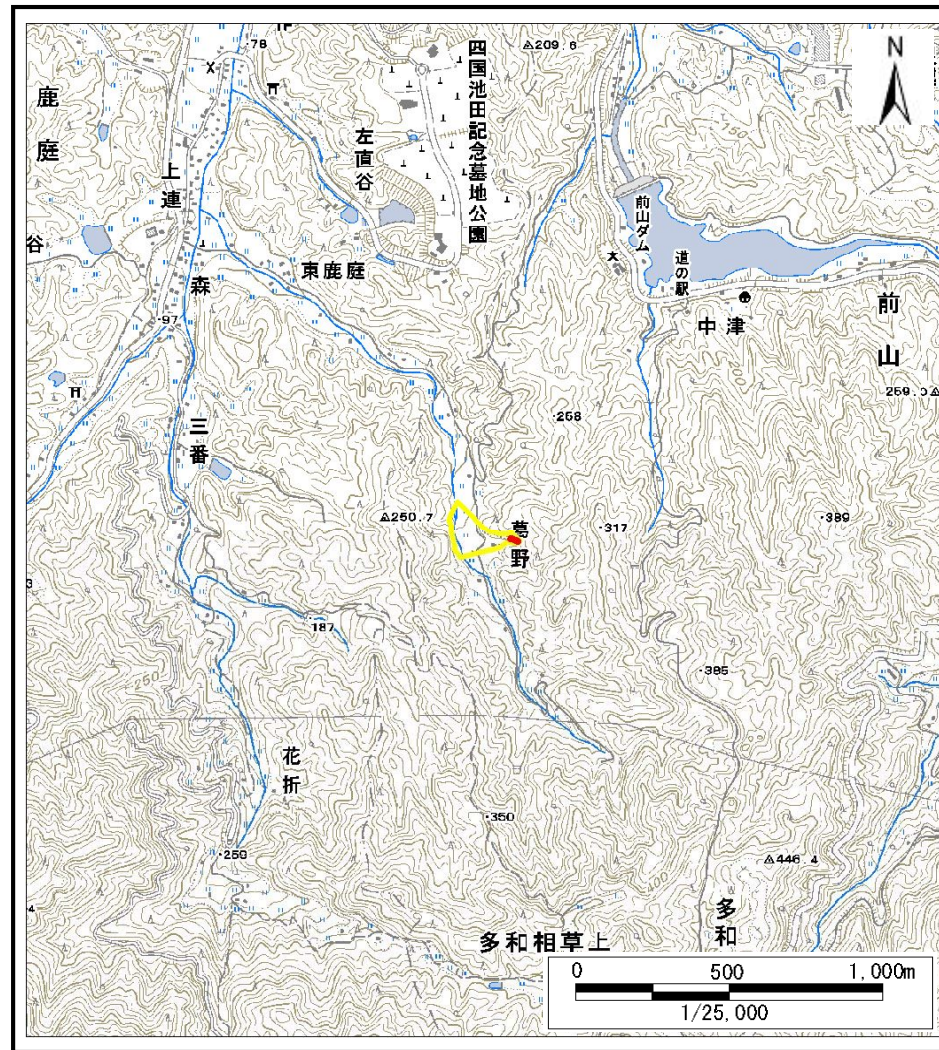 ・78
△209.6
N
鹿庭
上連
左直谷
四国池田記念墓地公園
谷
東鹿庭
森
前山ダム
道の駅
中津
前山
・97
259.0△
三番
・258
△250.7
葛野
・317
・389
・187
・385
花折
・350
・259
△446.4
多和
多和相草上
0 500 1,000m
1/25,000